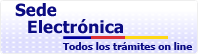 Sede
Electrónica
Todos los trámites on line